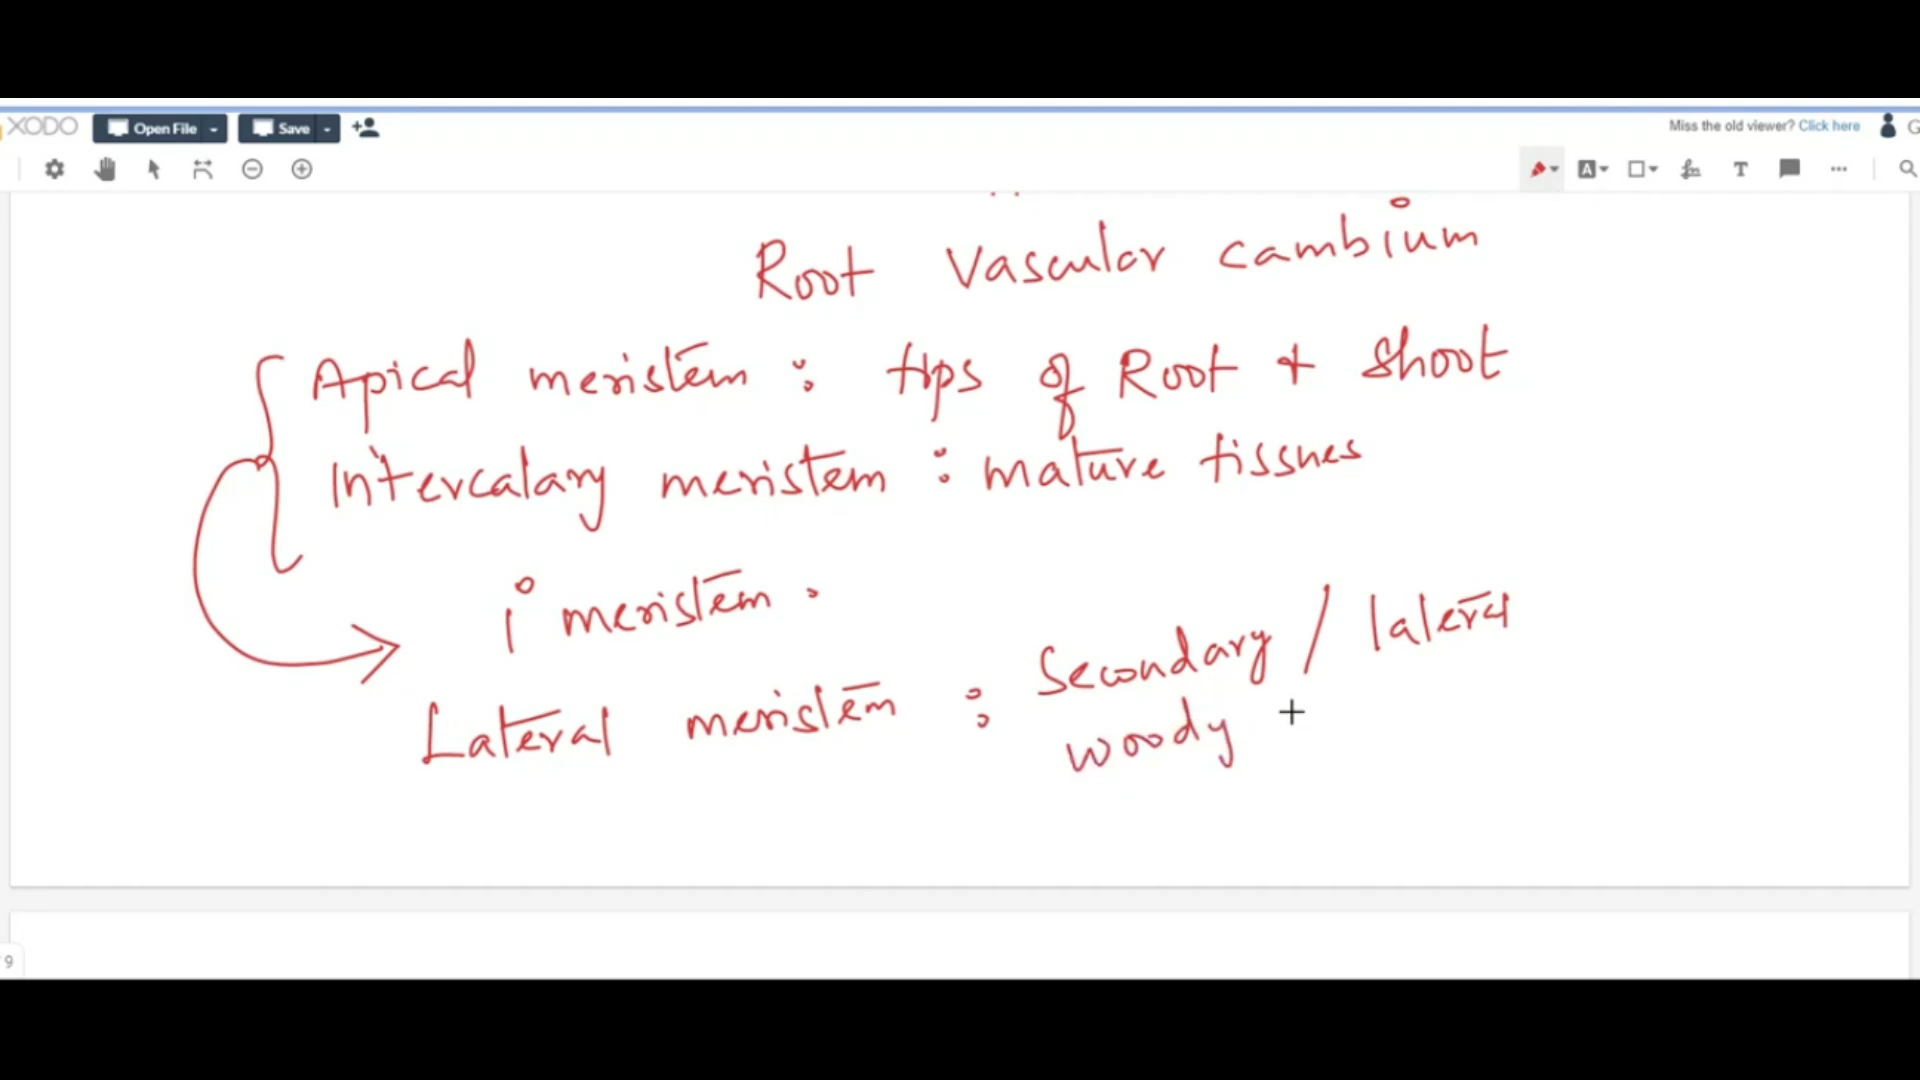 XODO Open File Save Miss the old viewer? Click here G
A T
Root Vascular cambium
Apical meristem : tips of Root + Shoot
Intercalary meristem : mature tissues
1° meristem .
Lateral meristem : Secondary / lateral
woody
9